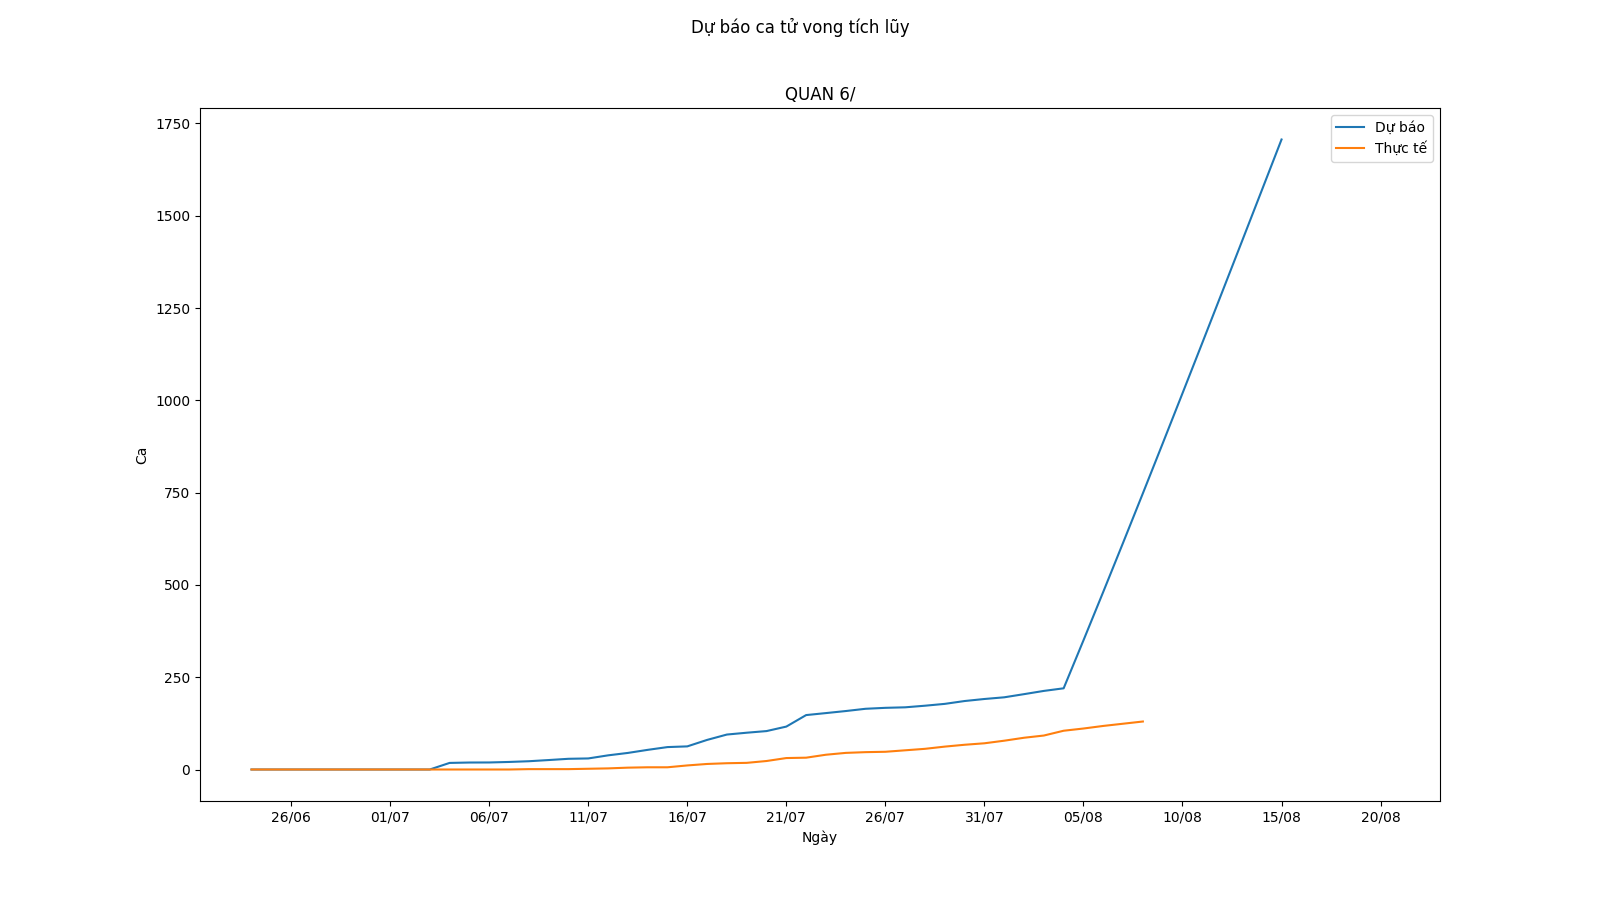 Dự báo ca tử vong tích lũy
QUAN 6/
Dự báo
Thực tế
1750
1500
1250
1000
750
500
250
0
Ca
26/06 01/07 06/07 11/07 16/07 21/07 26/07 31/07 05/08 10/08 15/08 20/08
Ngày